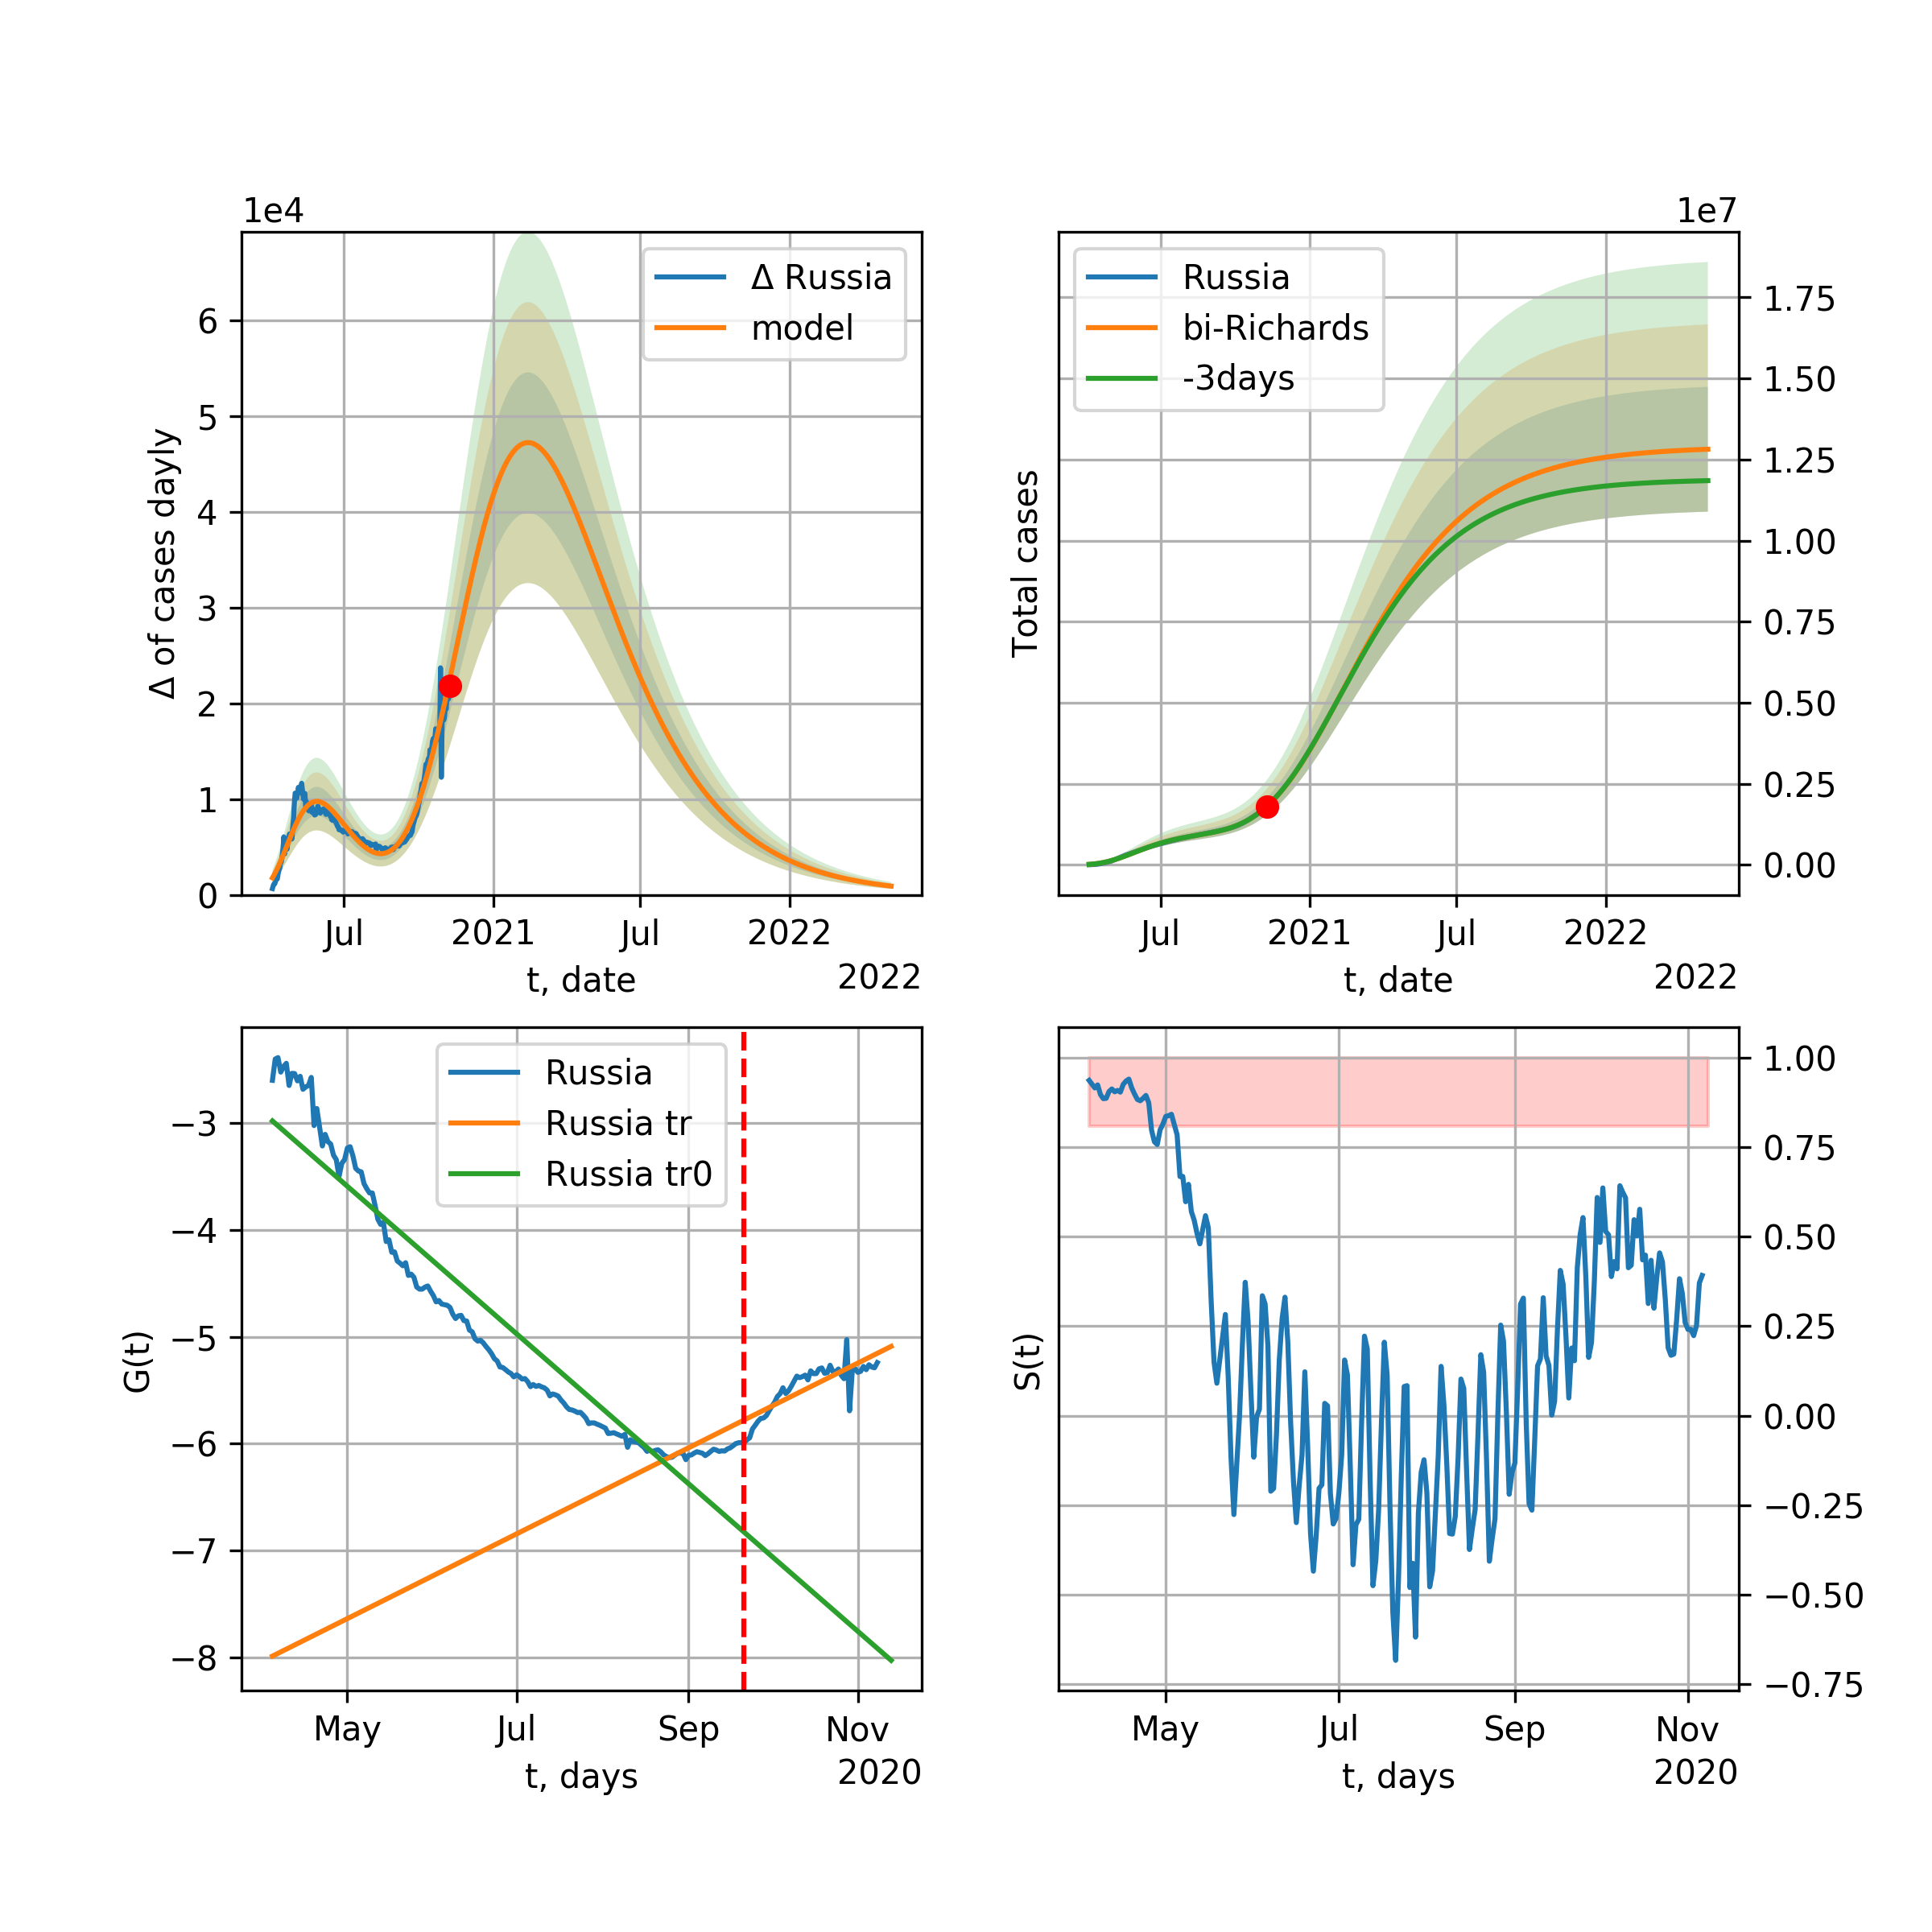 1e4
Δ of cases dayly
6
5
4
3
2
1
0
Δ Russia
model
Jul
2021
Jul
2022
t, date
2022
1e7
Total cases
Russia
bi-Richards
-3days
1.75
1.50
1.25
1.00
0.75
0.50
0.25
0.00
Jul
2021
Jul
2022
t, date
2022
G(t)
−3
−4
−5
−6
−7
−8
Russia
Russia tr
Russia tr0
May
Jul
Sep
Nov
t, days
2020
S(t)
1.00
0.75
0.50
0.25
0.00
−0.25
−0.50
−0.75
May
Jul
Sep
Nov
t, days
2020